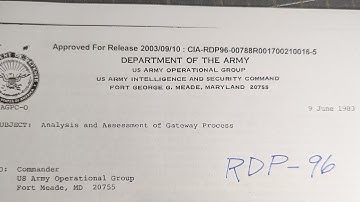 Approved For Release 2003/09/10 : CIA-RDP96-00788R001700210016-5
DEPARTMENT OF THE ARMY
US ARMY OPERATIONAL GROUP
US ARMY INTELLIGENCE AND SECURITY COMMAND
FORT GEORGE G. MEADE, MARYLAND 20755
AGPC-O
9 June 1983
SUBJECT: Analysis and Assessment of Gateway Process
O: Commander
US Army Operational Group
Fort Meade, MD 20755
RDP-96